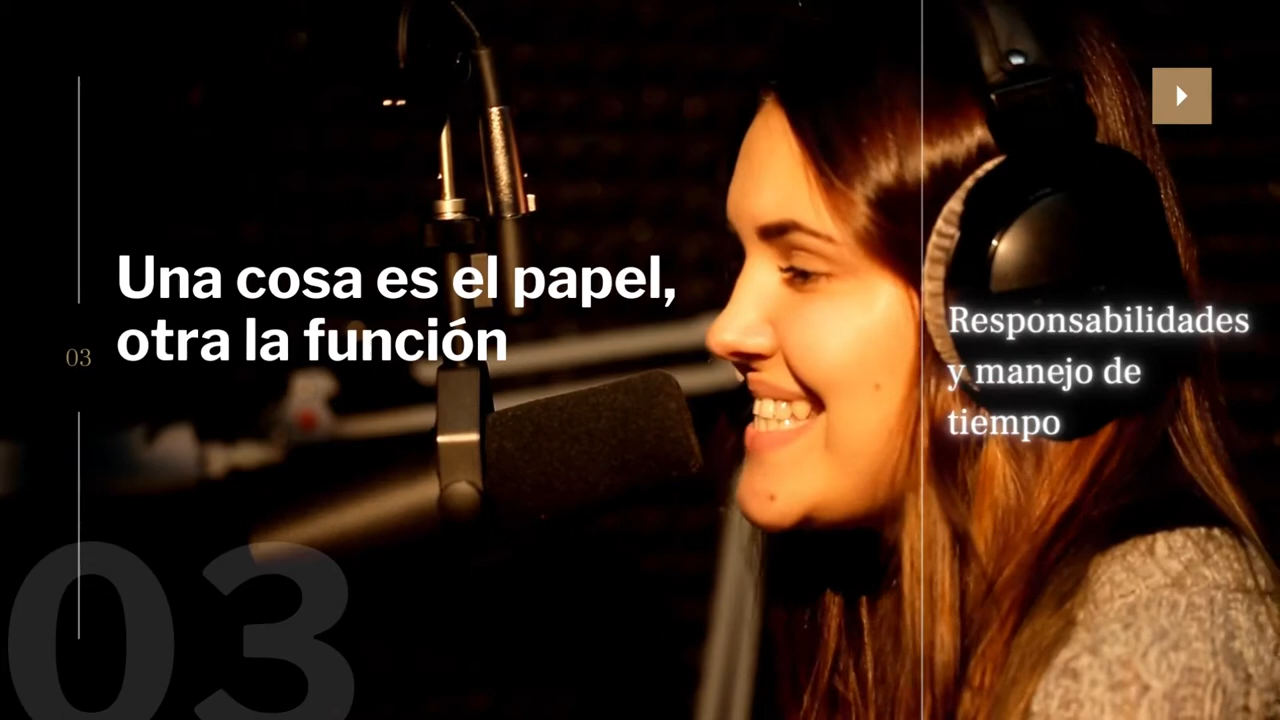 Una cosa es el papel,
otra la función
03
Responsabilidades
y manejo de
tiempo
03